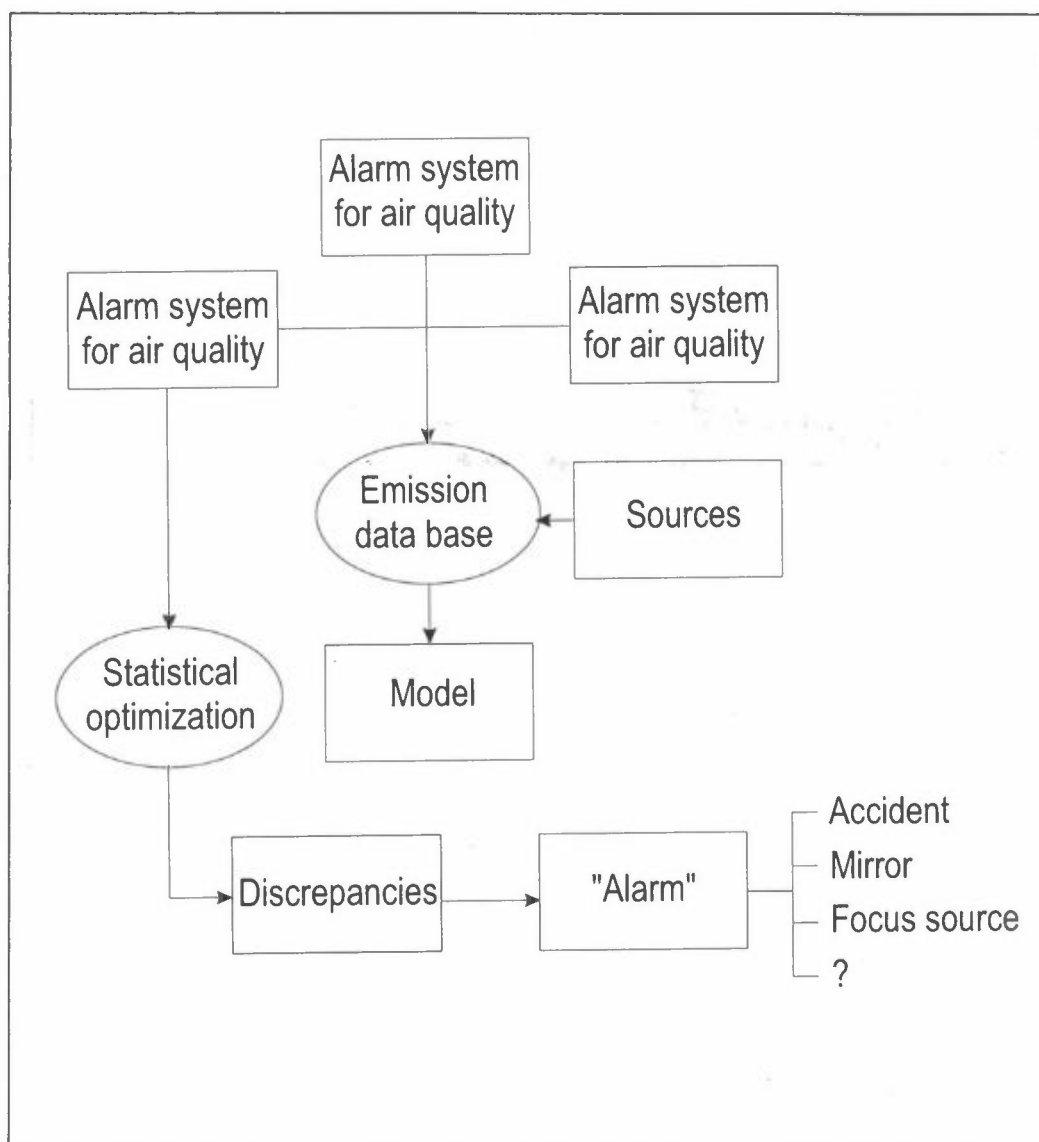 Alarm system
for air quality
Alarm system
for air quality
Alarm system
for air quality
Emission
data base
Sources
Statistical
optimization
Model
Discrepancies
"Alarm"
Accident
Mirror
Focus source
?